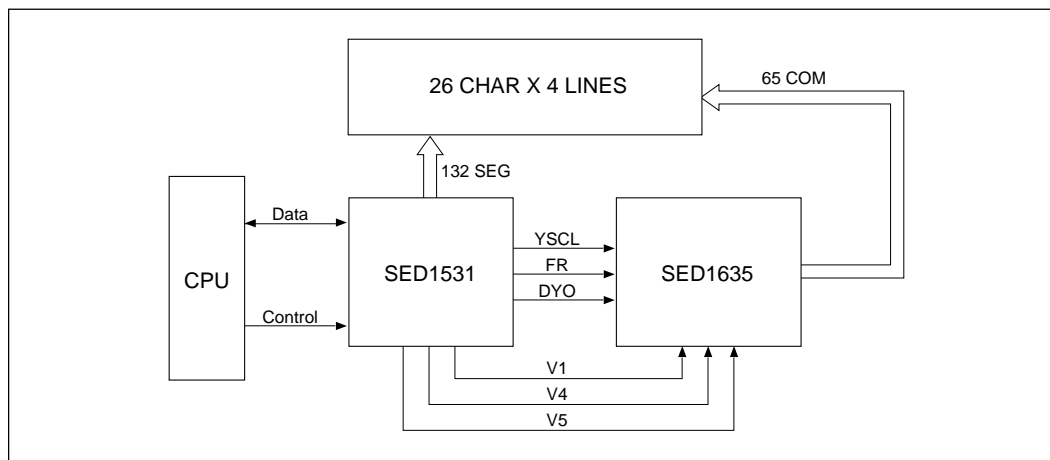 65 COM
26 CHAR X 4 LINES
132 SEG
Data
YSCL
CPU
SED1531
FR
SED1635
DYO
Control
V1
V4
V5